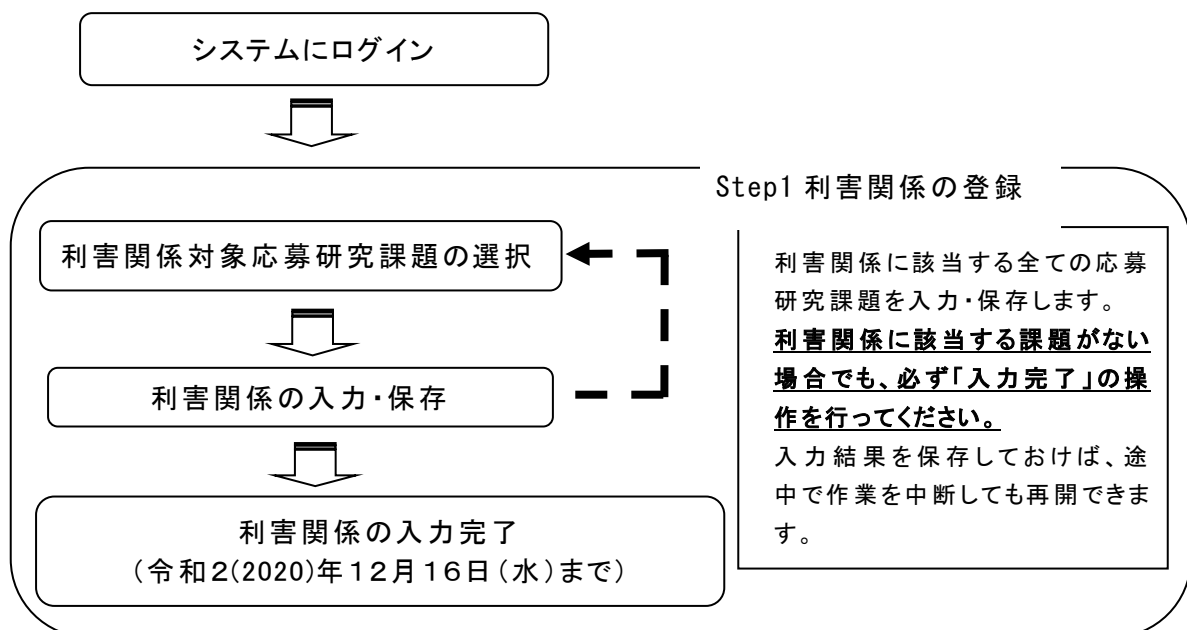 システムにログイン
Step1 利害関係の登録
利害関係対象応募研究課題の選択
利害関係の入力・保存
利害関係の入力完了
（令和２(2020)年１２月１６日（水）まで）
利害関係に該当する全ての応募
研究課題を入力・保存します。
利害関係に該当する課題がない
場合でも、必ず「入力完了」の操
作を行ってください。
入力結果を保存しておけば、途
中で作業を中断しても再開できま
す。